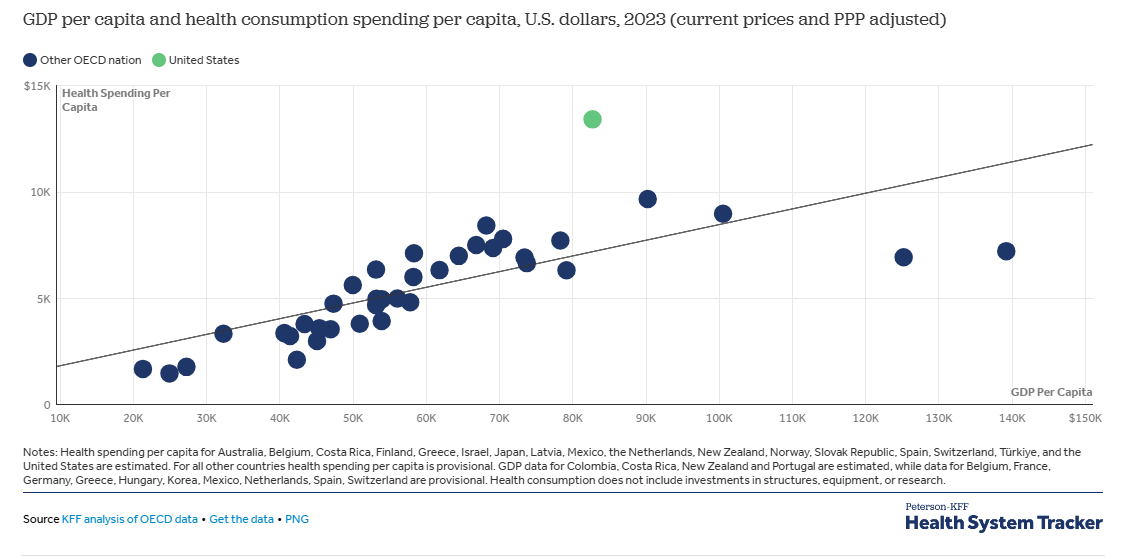 GDP per capita and health consumption spending per capita, U.S. dollars, 2023 (current prices and PPP adjusted)
Other OECD nation
United States
$15K
Health Spending Per
Capita
10K
5K
0
GDP Per Capita
10K 20K 30K 40K 50K 60K 70K 80K 90K 100K 110K 120K 130K 140K $150K
Notes: Health spending per capita for Australia, Belgium, Costa Rica, Finland, Greece, Israel, Japan, Latvia, Mexico, the Netherlands, New Zealand, Norway, Slovak Republic, Spain, Switzerland, Türkiye, and the
United States are estimated. For all other countries health spending per capita is provisional. GDP data for Colombia, Costa Rica, New Zealand and Portugal are estimated, while data for Belgium, France,
Germany, Greece, Hungary, Korea, Mexico, Netherlands, Spain, Switzerland are provisional. Health consumption does not include investments in structures, equipment, or research.
Source KFF analysis of OECD data • Get the data • PNG
Peterson-KFF
Health System Tracker